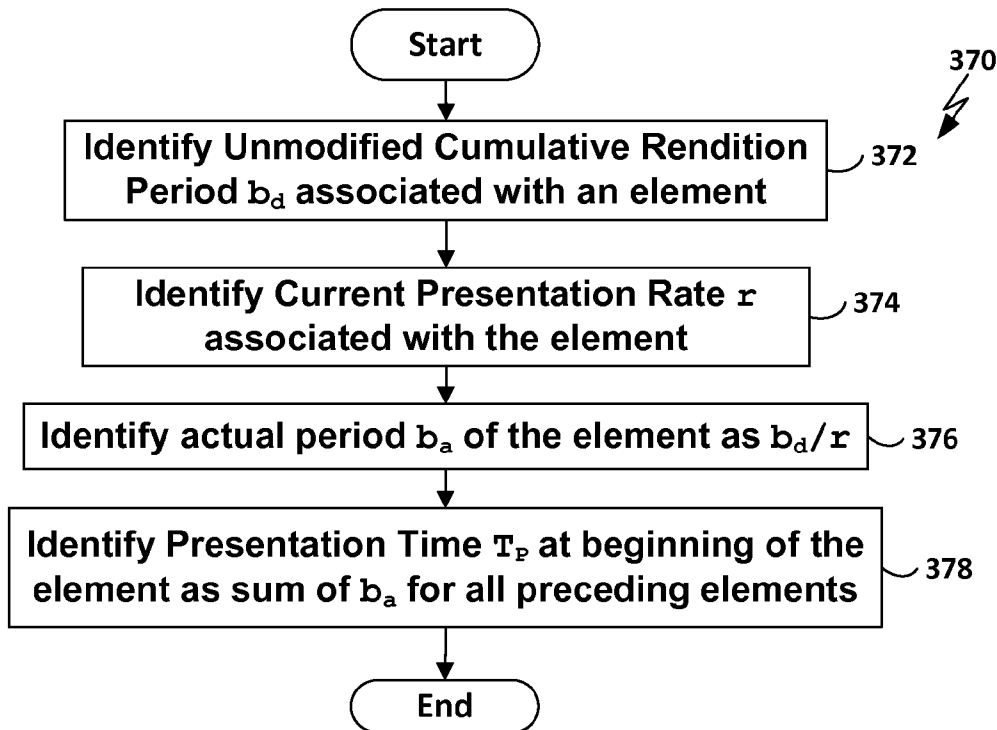 Start
370
Identify Unmodified Cumulative Rendition
Period b_d associated with an element
372
Identify Current Presentation Rate r
associated with the element
374
Identify actual period b_a of the element as b_d/r
376
Identify Presentation Time T_P at beginning of the
element as sum of b_a for all preceding elements
378
End